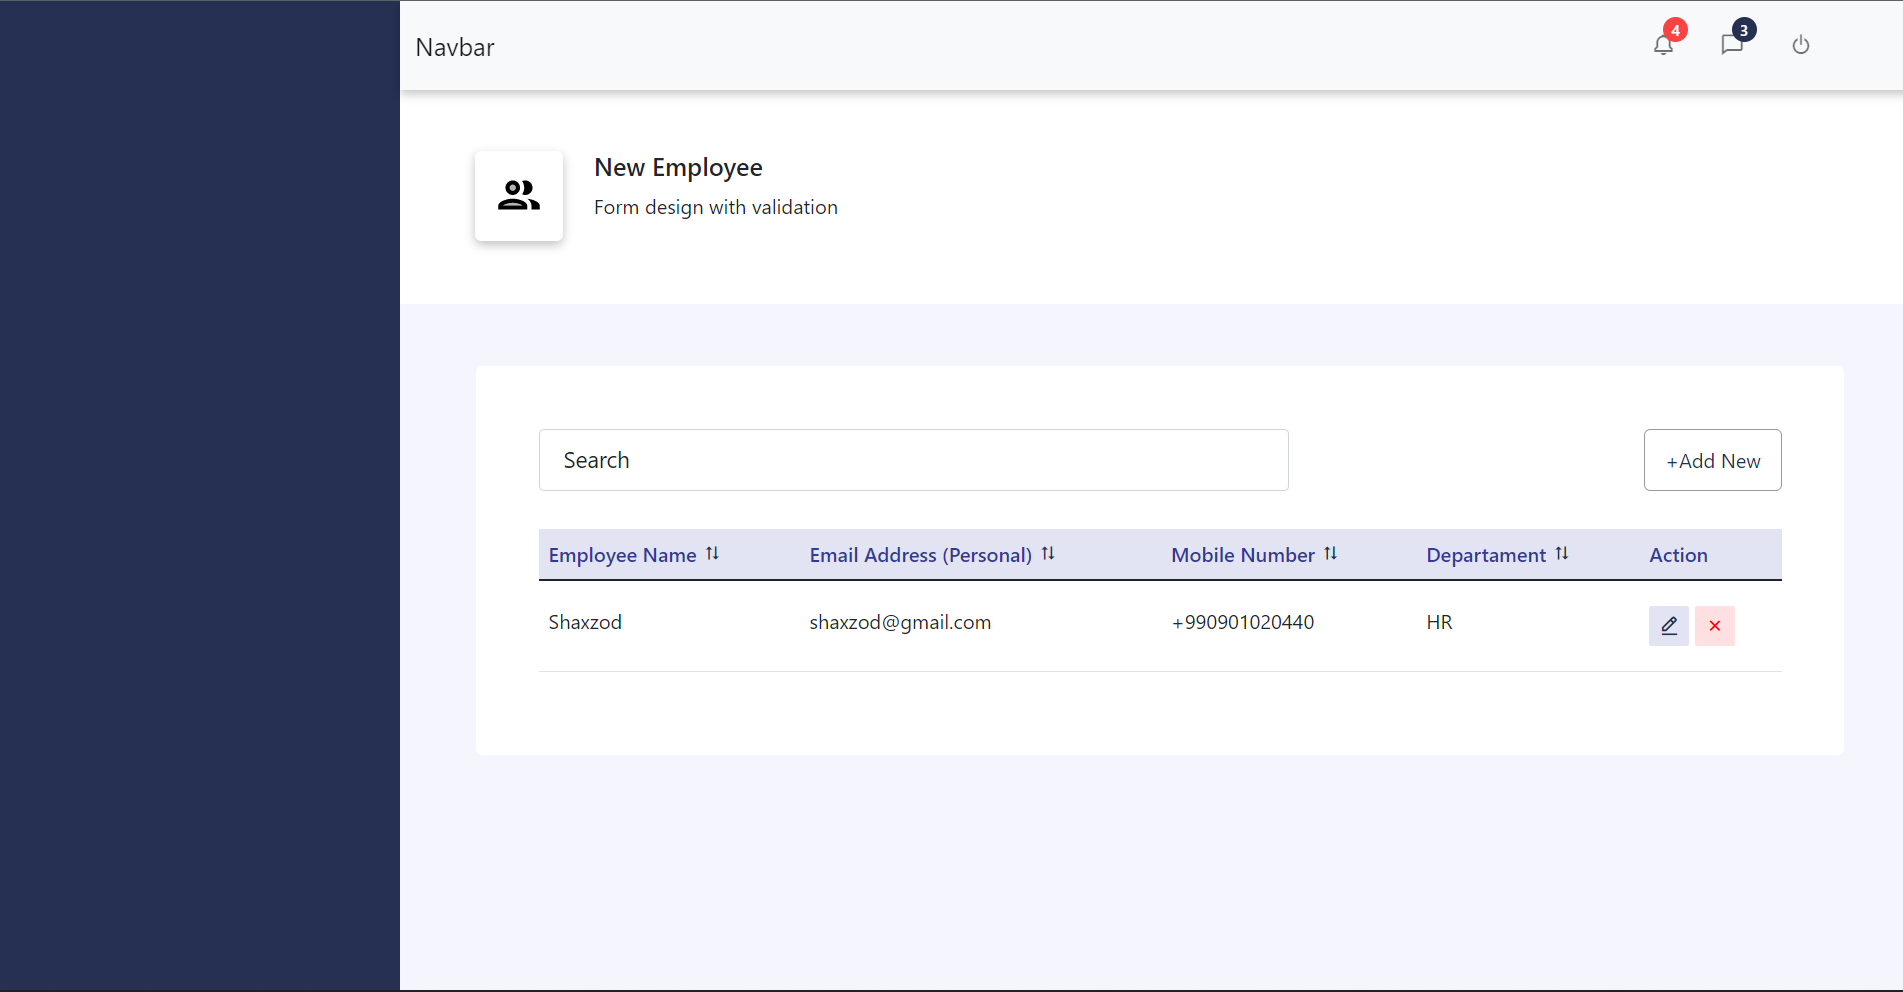 Navbar
4
3
New Employee
Form design with validation
Search
+Add New
Employee Name Email Address (Personal) Mobile Number Departament Action
Shaxzod shaxzod@gmail.com +990901020440 HR